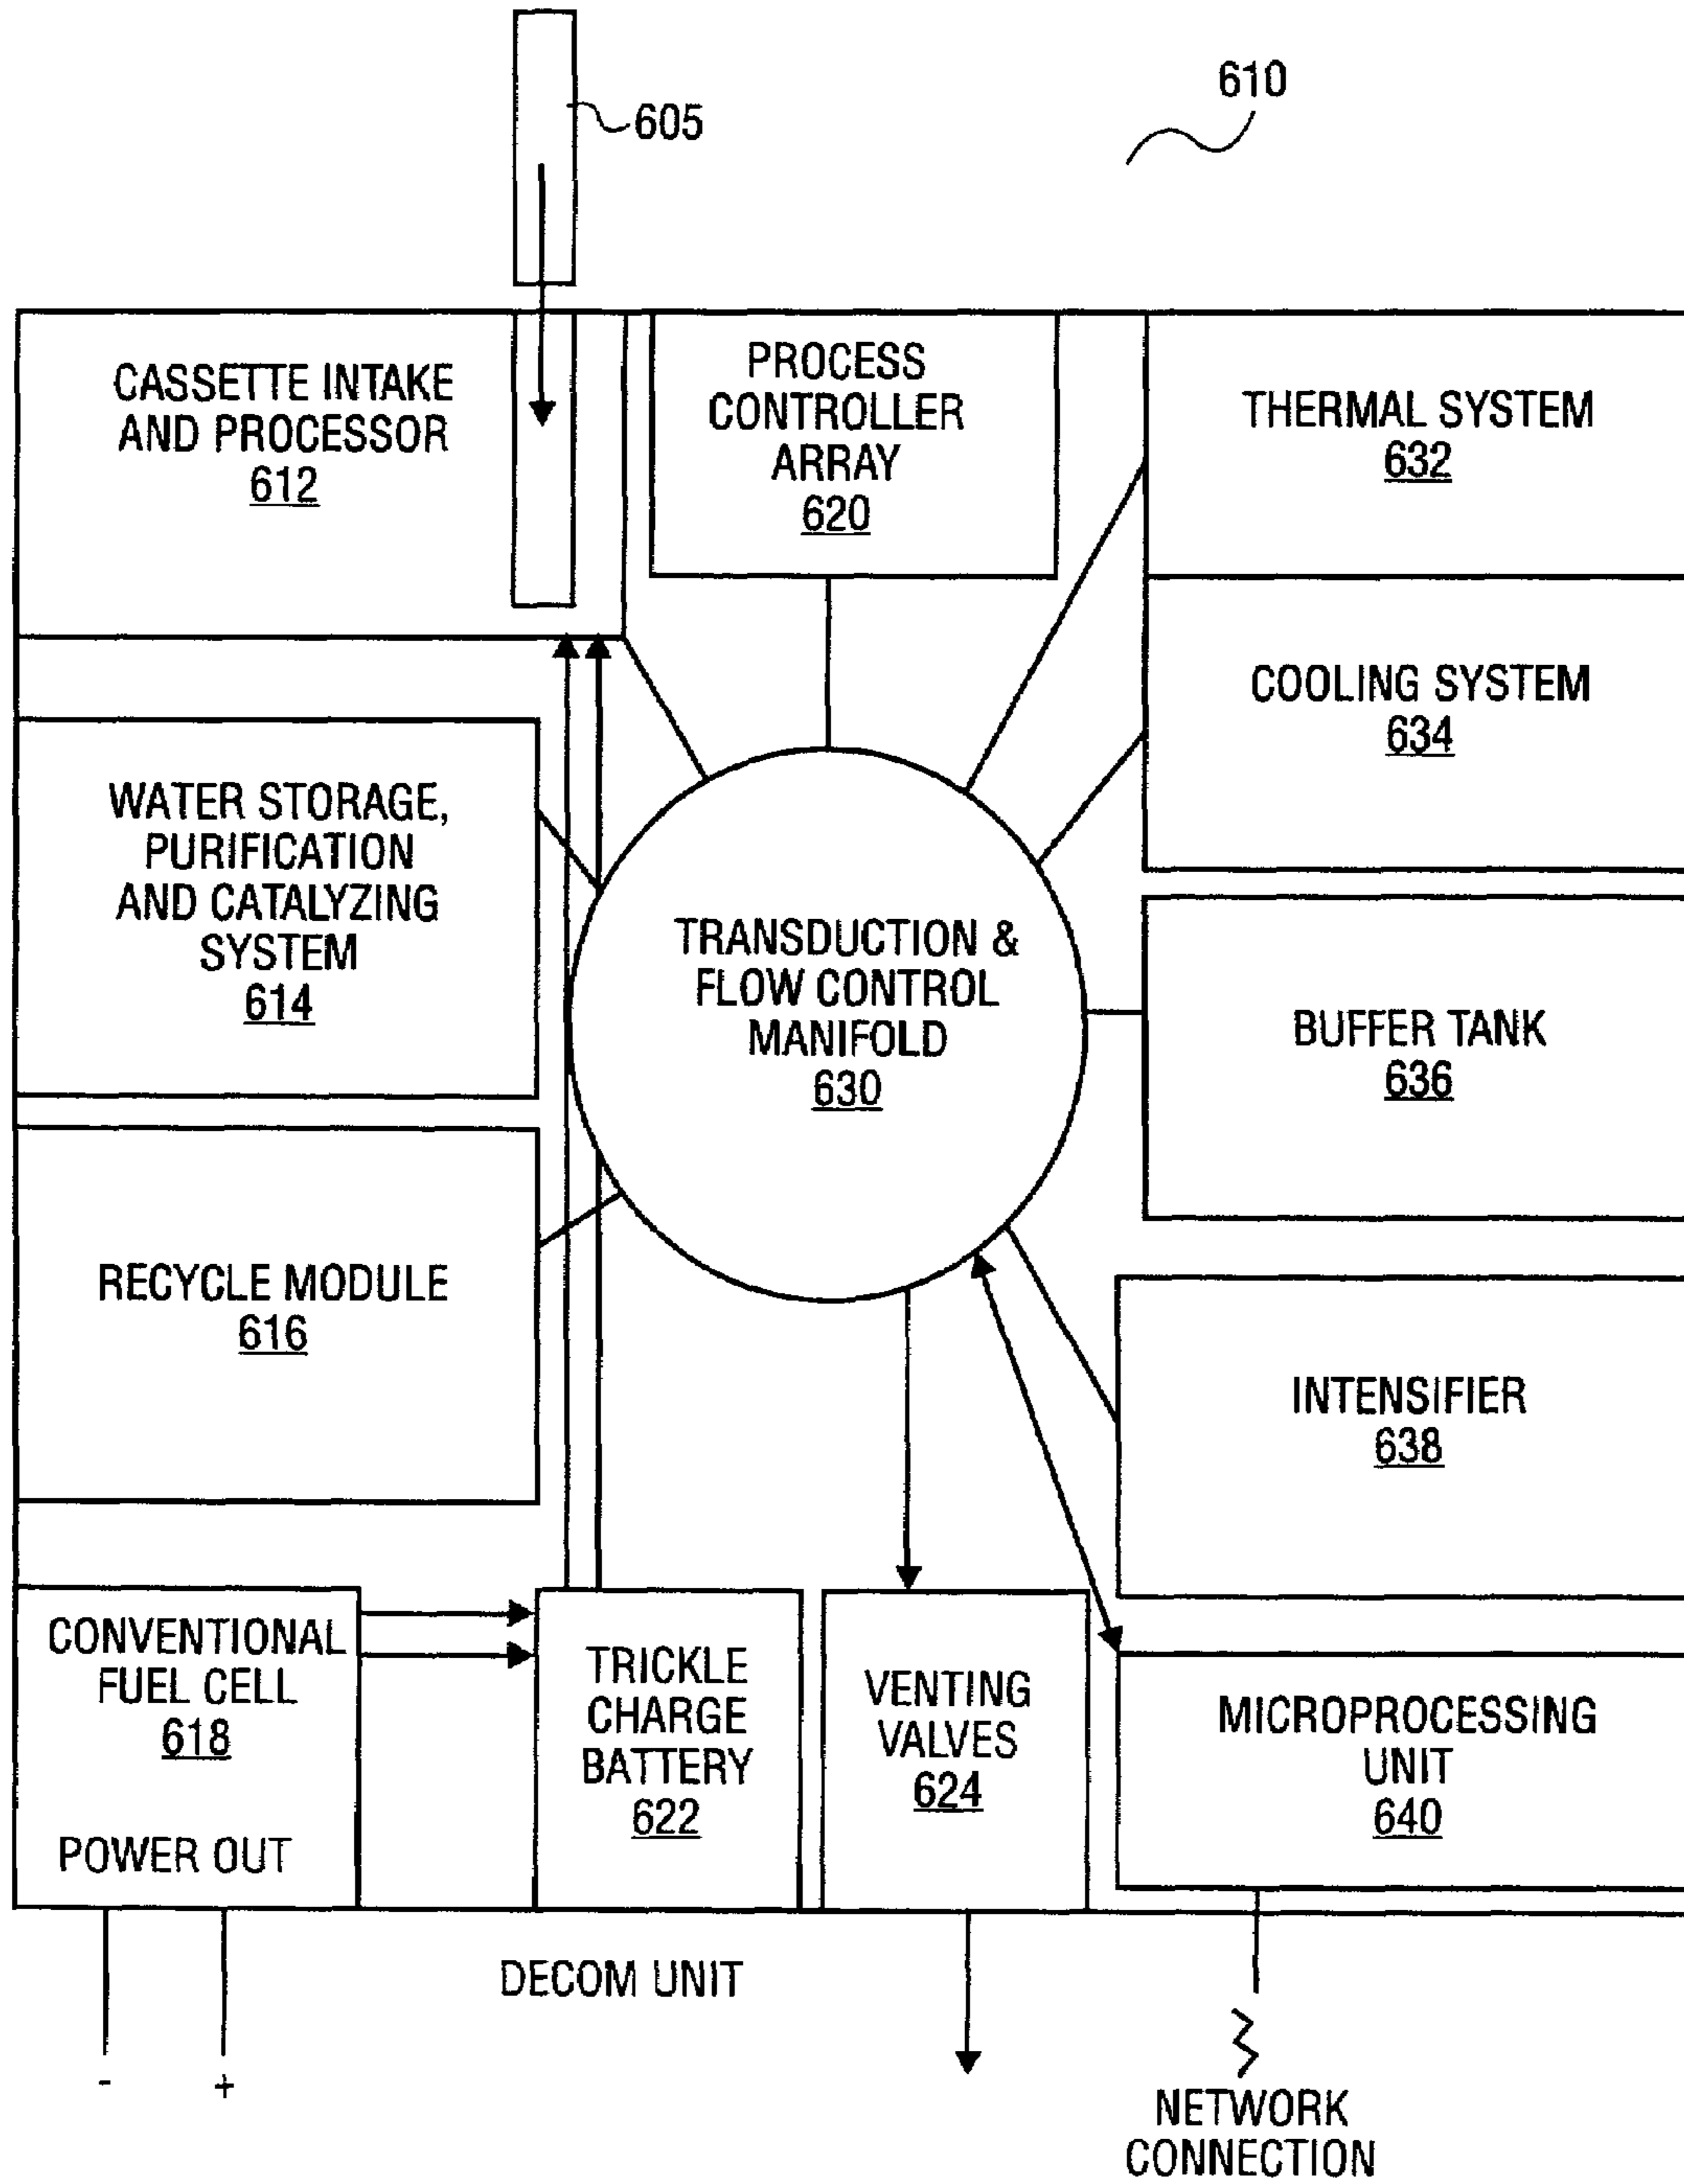 605
610
CASSETTE INTAKE
AND PROCESSOR
612
PROCESS
CONTROLLER
ARRAY
620
THERMAL SYSTEM
632
COOLING SYSTEM
634
WATER STORAGE,
PURIFICATION
AND CATALYZING
SYSTEM
614
TRANSDUCTION &
FLOW CONTROL
MANIFOLD
630
BUFFER TANK
636
RECYCLE MODULE
616
INTENSIFIER
638
CONVENTIONAL
FUEL CELL
618
POWER OUT
TRICKLE
CHARGE
BATTERY
622
VENTING
VALVES
624
MICROPROCESSING
UNIT
640
DECOM UNIT
- +
NETWORK
CONNECTION